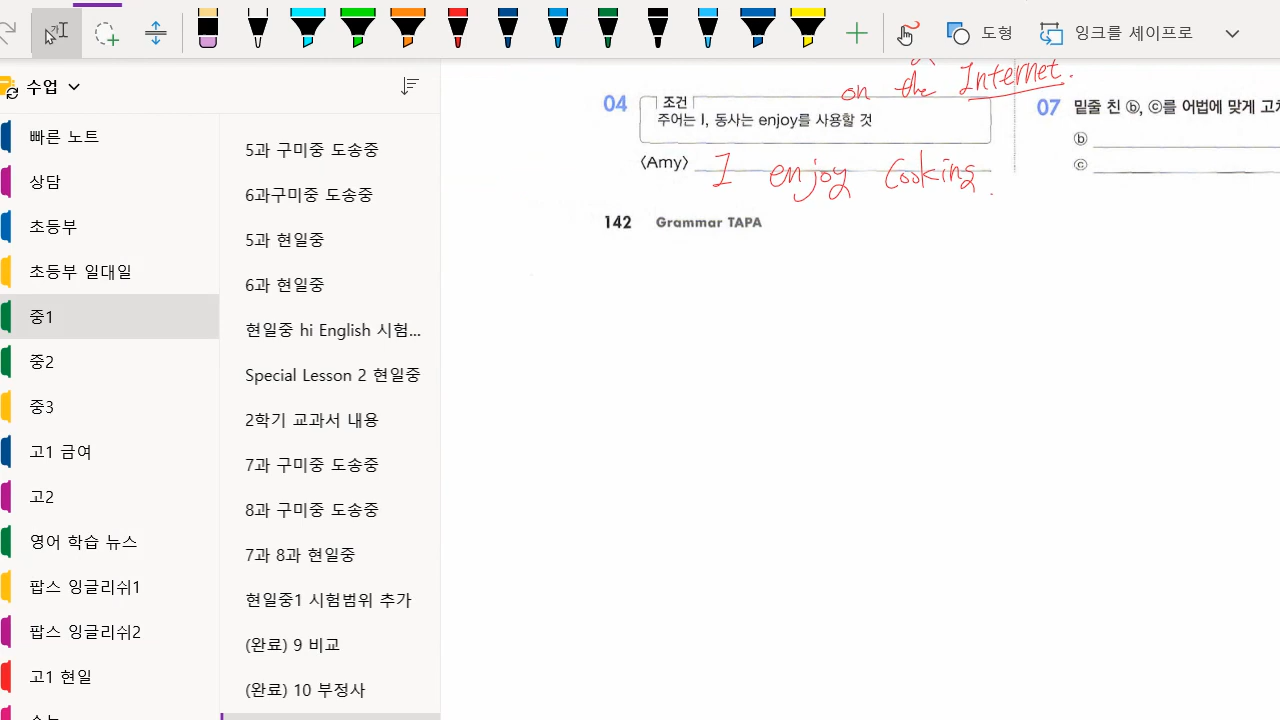 도형
잉크를 셰이프로
수업
빠른 노트
상담
초등부
초등부 일대일
중1
중2
중3
고1 금여
고2
영어 학습 뉴스
팝스 잉글리쉬1
팝스 잉글리쉬2
고1 현일
5과 구미중 도송중
6과구미중 도송중
5과 현일중
6과 현일중
현일중 hi English 시험...
Special Lesson 2 현일중
2학기 교과서 내용
7과 구미중 도송중
8과 구미중 도송중
7과 8과 현일중
현일중1 시험범위 추가
(완료) 9 비교
(완료) 10 부정사
on the Internet.
04 조건
주어는 I, 동사는 enjoy를 사용할 것
〈Amy〉 I enjoy cooking.
142 Grammar TAPA
07 밑줄 친 ⓑ, ⓒ를 어법에 맞게
ⓑ
ⓒ